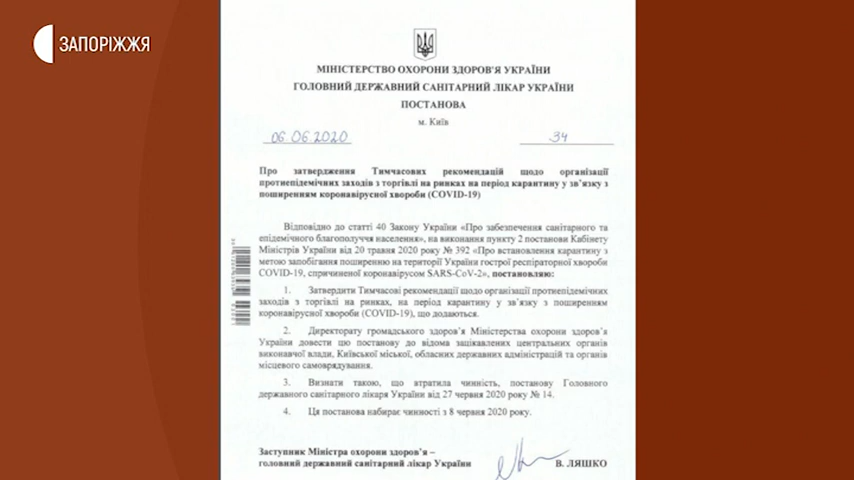 ЗАПОРІЖЖЯ
МІНІСТЕРСТВО ОХОРОНИ ЗДОРОВ'Я УКРАЇНИ
ГОЛОВНИЙ ДЕРЖАВНИЙ САНІТАРНИЙ ЛІКАР УКРАЇНИ
ПОСТАНОВА
м. Київ
06.06.2020 34
Про затвердження Тимчасових рекомендацій щодо організації
протиепідемічних заходів з торгівлі на ринках на період карантину у зв'язку з
поширенням коронавірусної хвороби (COVID-19)
Відповідно до статті 40 Закону України «Про забезпечення санітарного та
епідемічного благополуччя населення», на виконання пункту 2 постанови Кабінету
Міністрів України від 20 травня 2020 року № 392 «Про встановлення карантину з
метою запобігання поширенню на території України гострої респіраторної хвороби
COVID-19, спричиненої коронавірусом SARS-CoV-2», постановляю:
1. Затвердити Тимчасові рекомендації щодо організації протиепідемічних
заходів з торгівлі на ринках, на період карантину у зв'язку з поширенням
коронавірусної хвороби (COVID-19), що додаються.
2. Директорату громадського здоров'я Міністерства охорони здоров'я
України довести цю постанову до відома зацікавлених центральних органів
виконавчої влади, Київської міської, обласних державних адміністрацій та органів
місцевого самоврядування.
3. Визнати такою, що втратила чинність, постанову Головного
державного санітарного лікаря України від 27 червня 2020 року № 14.
4. Ця постанова набирає чинності з 8 червня 2020 року.
Заступник Міністра охорони здоров'я –
головний державний санітарний лікар України В. ЛЯШКО